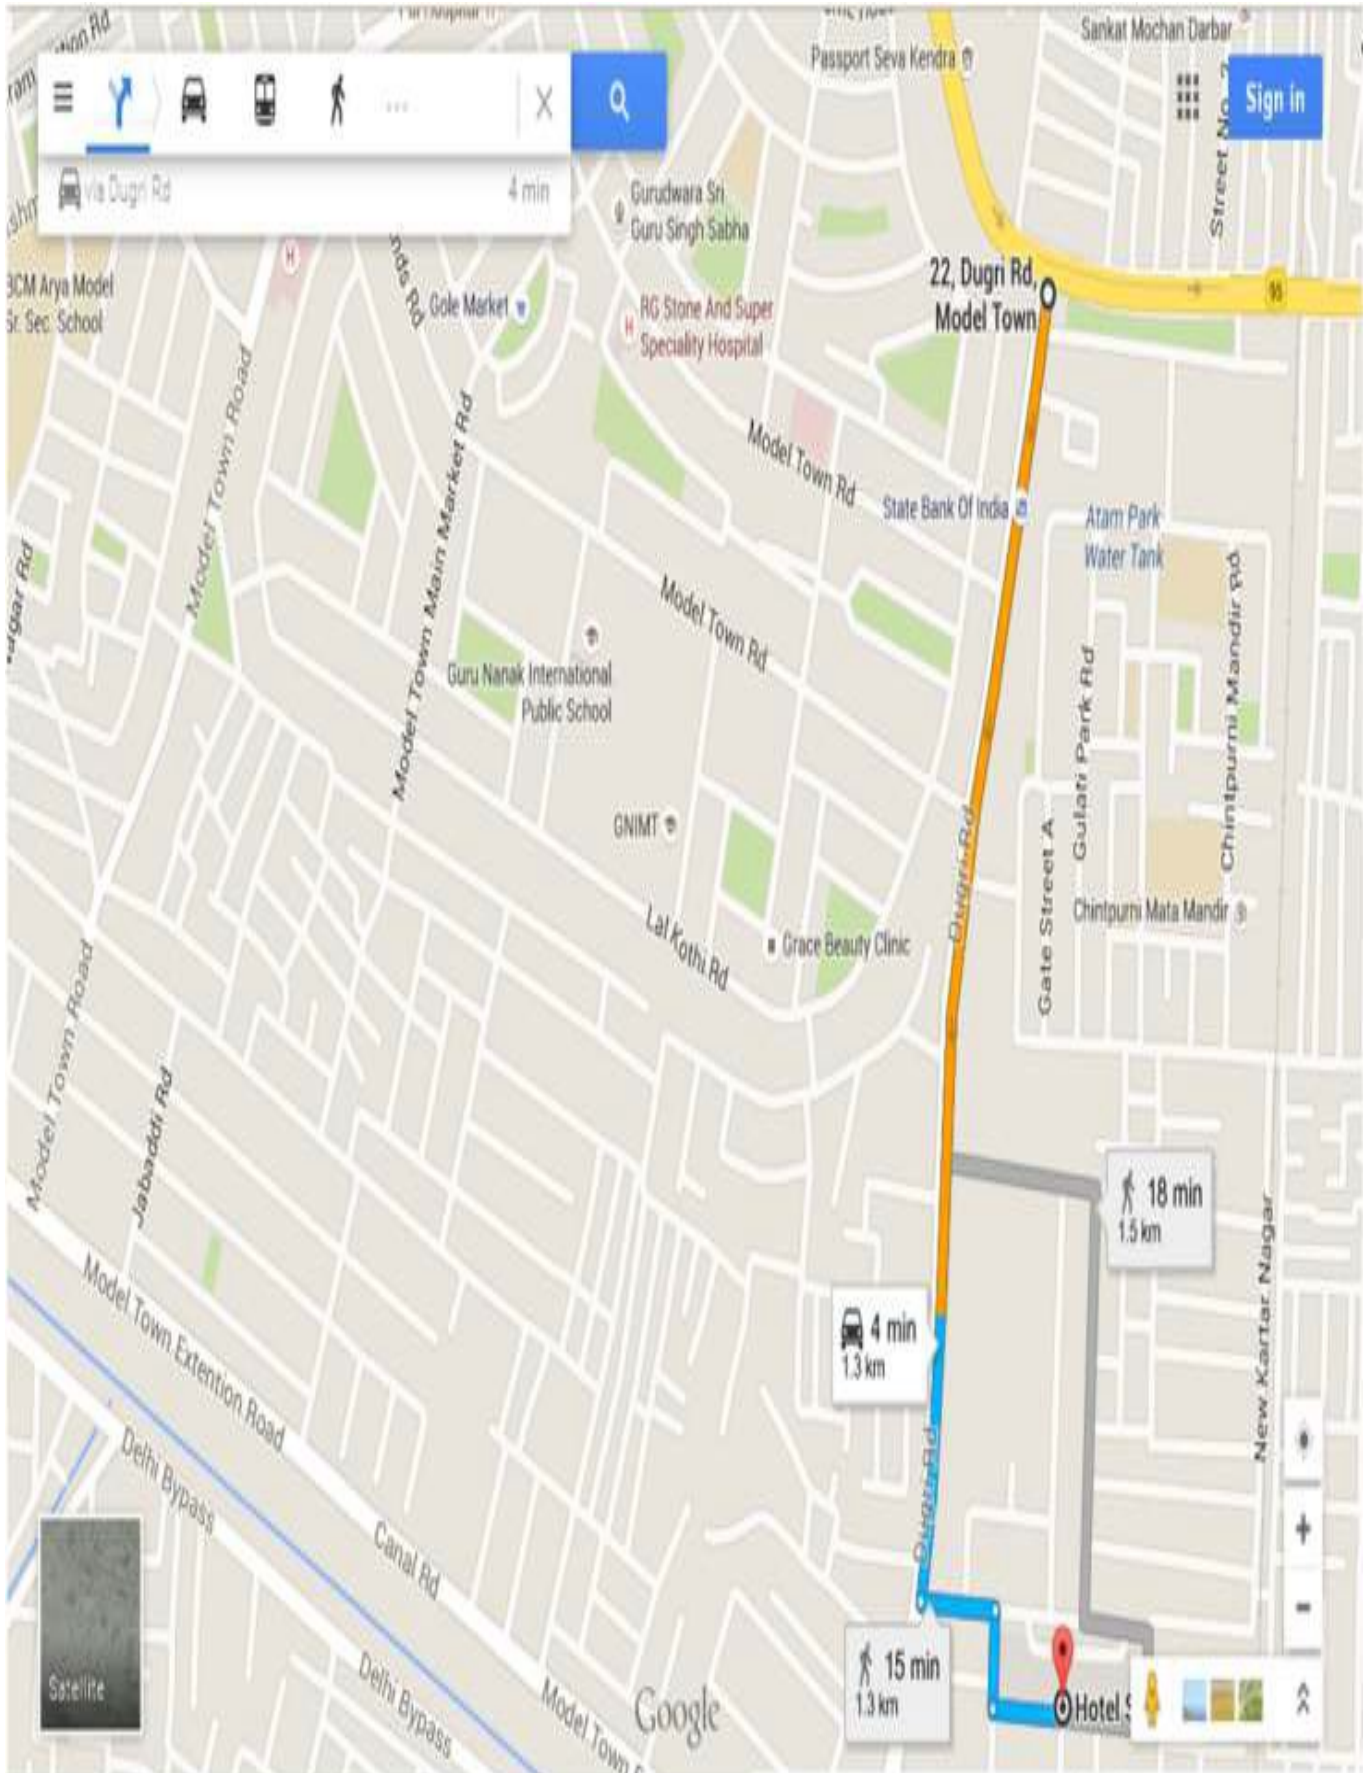 Sankat Mochan Darbar
Passport Seva Kendra
Sign in
Street No. 7
via Dugri Rd
4 min
Gurudwara Sri
Guru Singh Sabha
BCM Arya Model
Sr. Sec. School
Gole Market
RG Stone And Super
Speciality Hospital
22, Dugri Rd,
Model Town
Model Town Road
Model Town Main Market Rd
Model Town Rd
State Bank Of India
Atam Park
Water Tank
Model Town Rd
Guru Nanak International
Public School
Gulati Park Rd
Chintpurni Mandir Rd
GNIMT
Dugri Rd
Gate Street A
Chintpurni Mata Mandir
Lal Kothi Rd
Grace Beauty Clinic
Model Town Road
Jabaddi Rd
18 min
1.5 km
New Kartar Nagar
4 min
1.3 km
Model Town Extention Road
Dugri Rd
Delhi Bypass
Canal Rd
15 min
1.3 km
Satellite
Delhi Bypass
Model Town
Google
Hotel